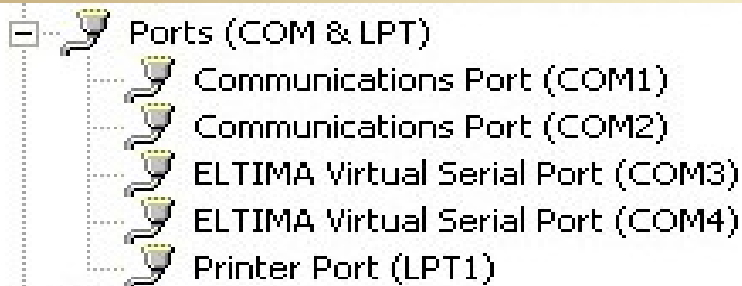 Ports (COM & LPT)
Communications Port (COM1)
Communications Port (COM2)
ELTIMA Virtual Serial Port (COM3)
ELTIMA Virtual Serial Port (COM4)
Printer Port (LPT1)